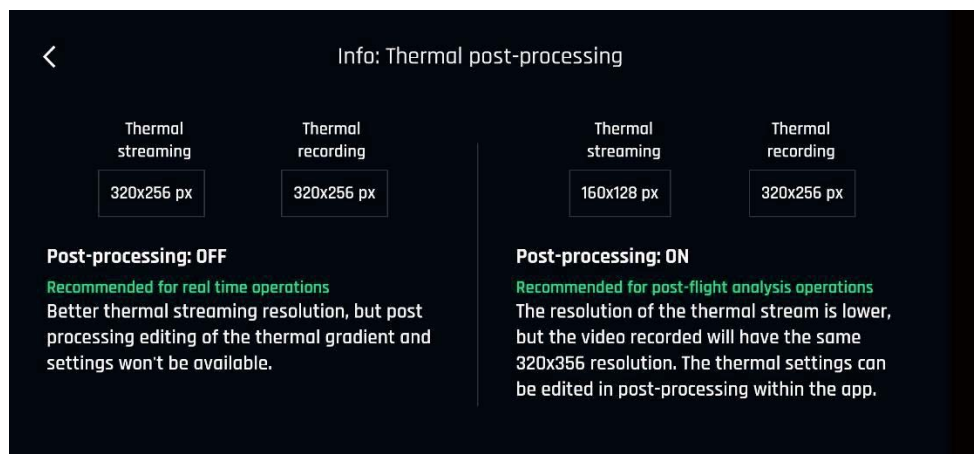 Info: Thermal post-processing
Thermal
streaming
Thermal
recording
320x256 px
320x256 px
Post-processing: OFF
Recommended for real time operations
Better thermal streaming resolution, but post
processing editing of the thermal gradient and
settings won't be available.
Thermal
streaming
Thermal
recording
160x128 px
320x256 px
Post-processing: ON
Recommended for post-flight analysis operations
The resolution of the thermal stream is lower,
but the video recorded will have the same
320x356 resolution. The thermal settings can
be edited in post-processing within the app.